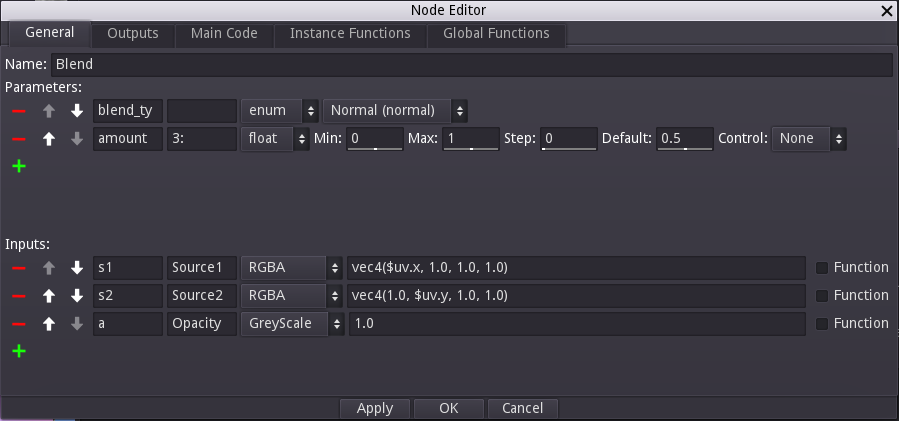 Node Editor
General Outputs Main Code Instance Functions Global Functions
Name: Blend
Parameters:
blend_ty enum Normal (normal)
amount 3: float Min: 0 Max: 1 Step: 0 Default: 0.5 Control: None
Inputs:
s1 Source1 RGBA vec4($uv.x, 1.0, 1.0, 1.0) Function
s2 Source2 RGBA vec4(1.0, $uv.y, 1.0, 1.0) Function
a Opacity GreyScale 1.0 Function
Apply OK Cancel